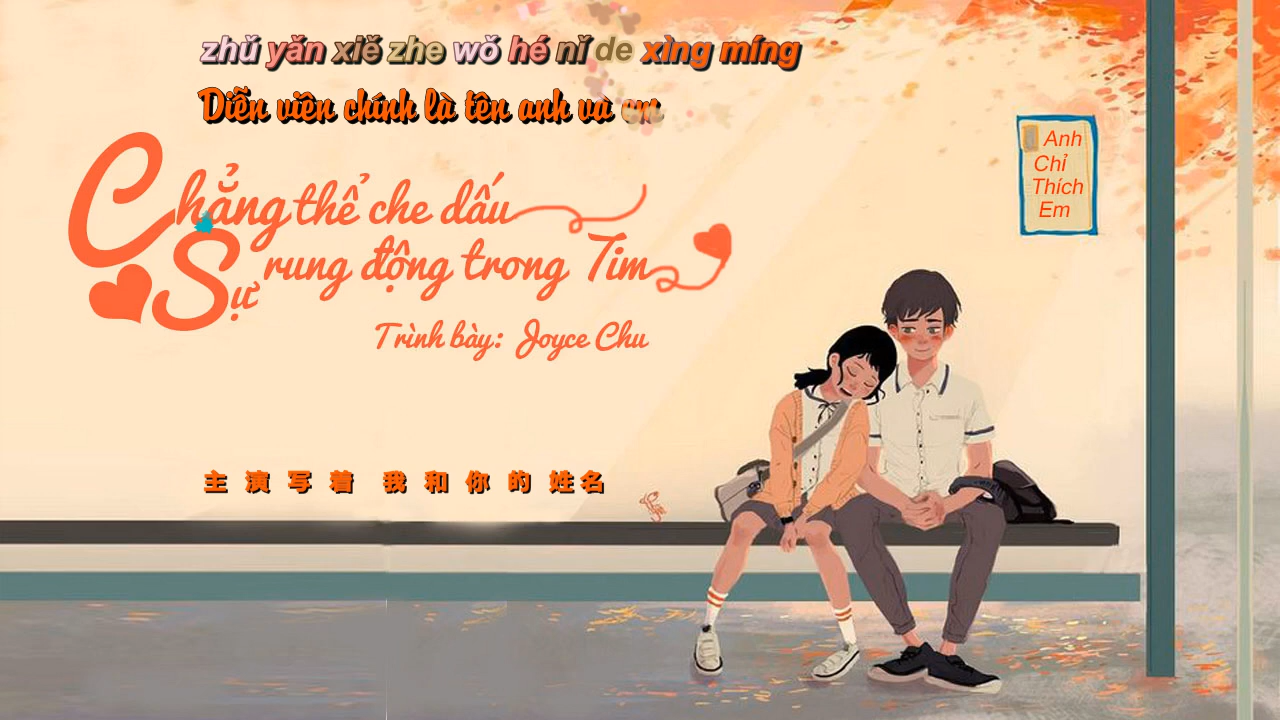 zhǔ yǎn xiě zhe wǒ hé nǐ de xìng míng
Diễn viên chính là tên anh và em
Chẳng thể che dấu
Sự rung động trong Tim
Trình bày: Joyce Chu
Anh
Chỉ
Thích
Em
主 演 写 着 我 和 你 的 姓 名